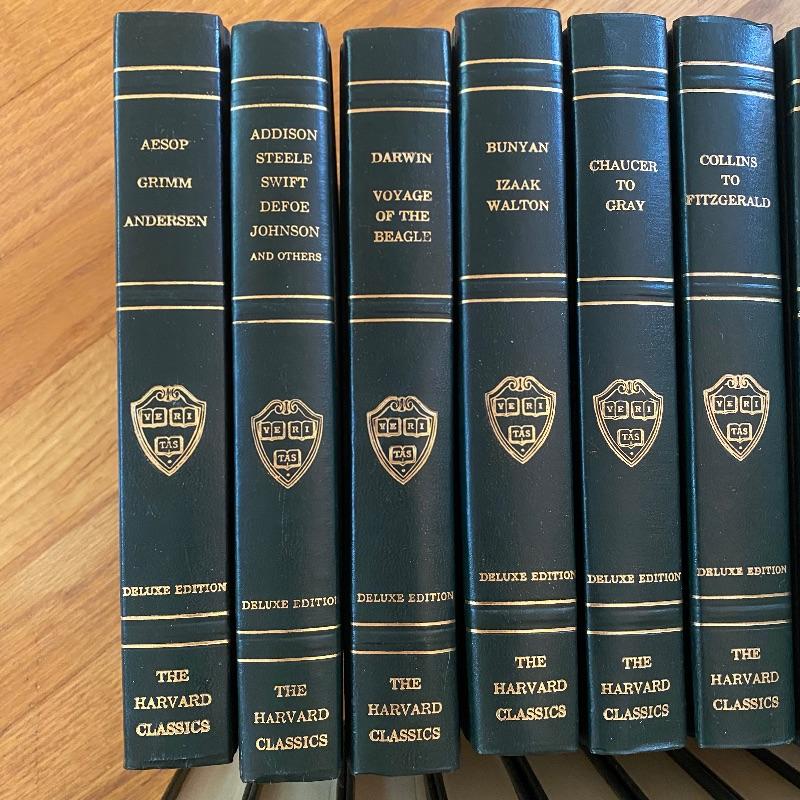 AESOP
GRIMM
ANDERSEN
VE RI
TAS
DELUXE EDITION
THE
HARVARD
CLASSICS
ADDISON
STEELE
SWIFT
DEFOE
JOHNSON
AND OTHERS
VE RI
TAS
DELUXE EDITION
THE
HARVARD
CLASSICS
DARWIN
VOYAGE
OF THE
BEAGLE
VE RI
TAS
DELUXE EDITION
THE
HARVARD
CLASSICS
BUNYAN
IZAAK
WALTON
VE RI
TAS
DELUXE EDITION
THE
HARVARD
CLASSICS
CHAUCER
TO
GRAY
VE RI
TAS
DELUXE EDITION
THE
HARVARD
CLASSICS
COLLINS
TO
FITZGERALD
VE RI
TAS
DELUXE EDITION
THE
HARVARD
CLASSICS